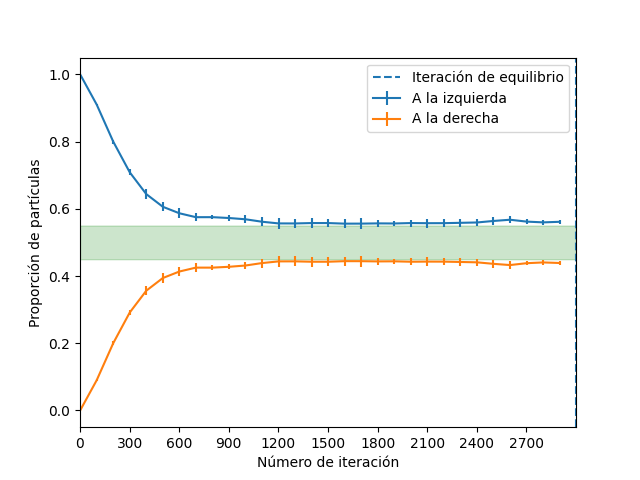 Iteración de equilibrio
A la izquierda
A la derecha
Proporción de partículas
1.0
0.8
0.6
0.4
0.2
0.0
0 300 600 900 1200 1500 1800 2100 2400 2700
Número de iteración